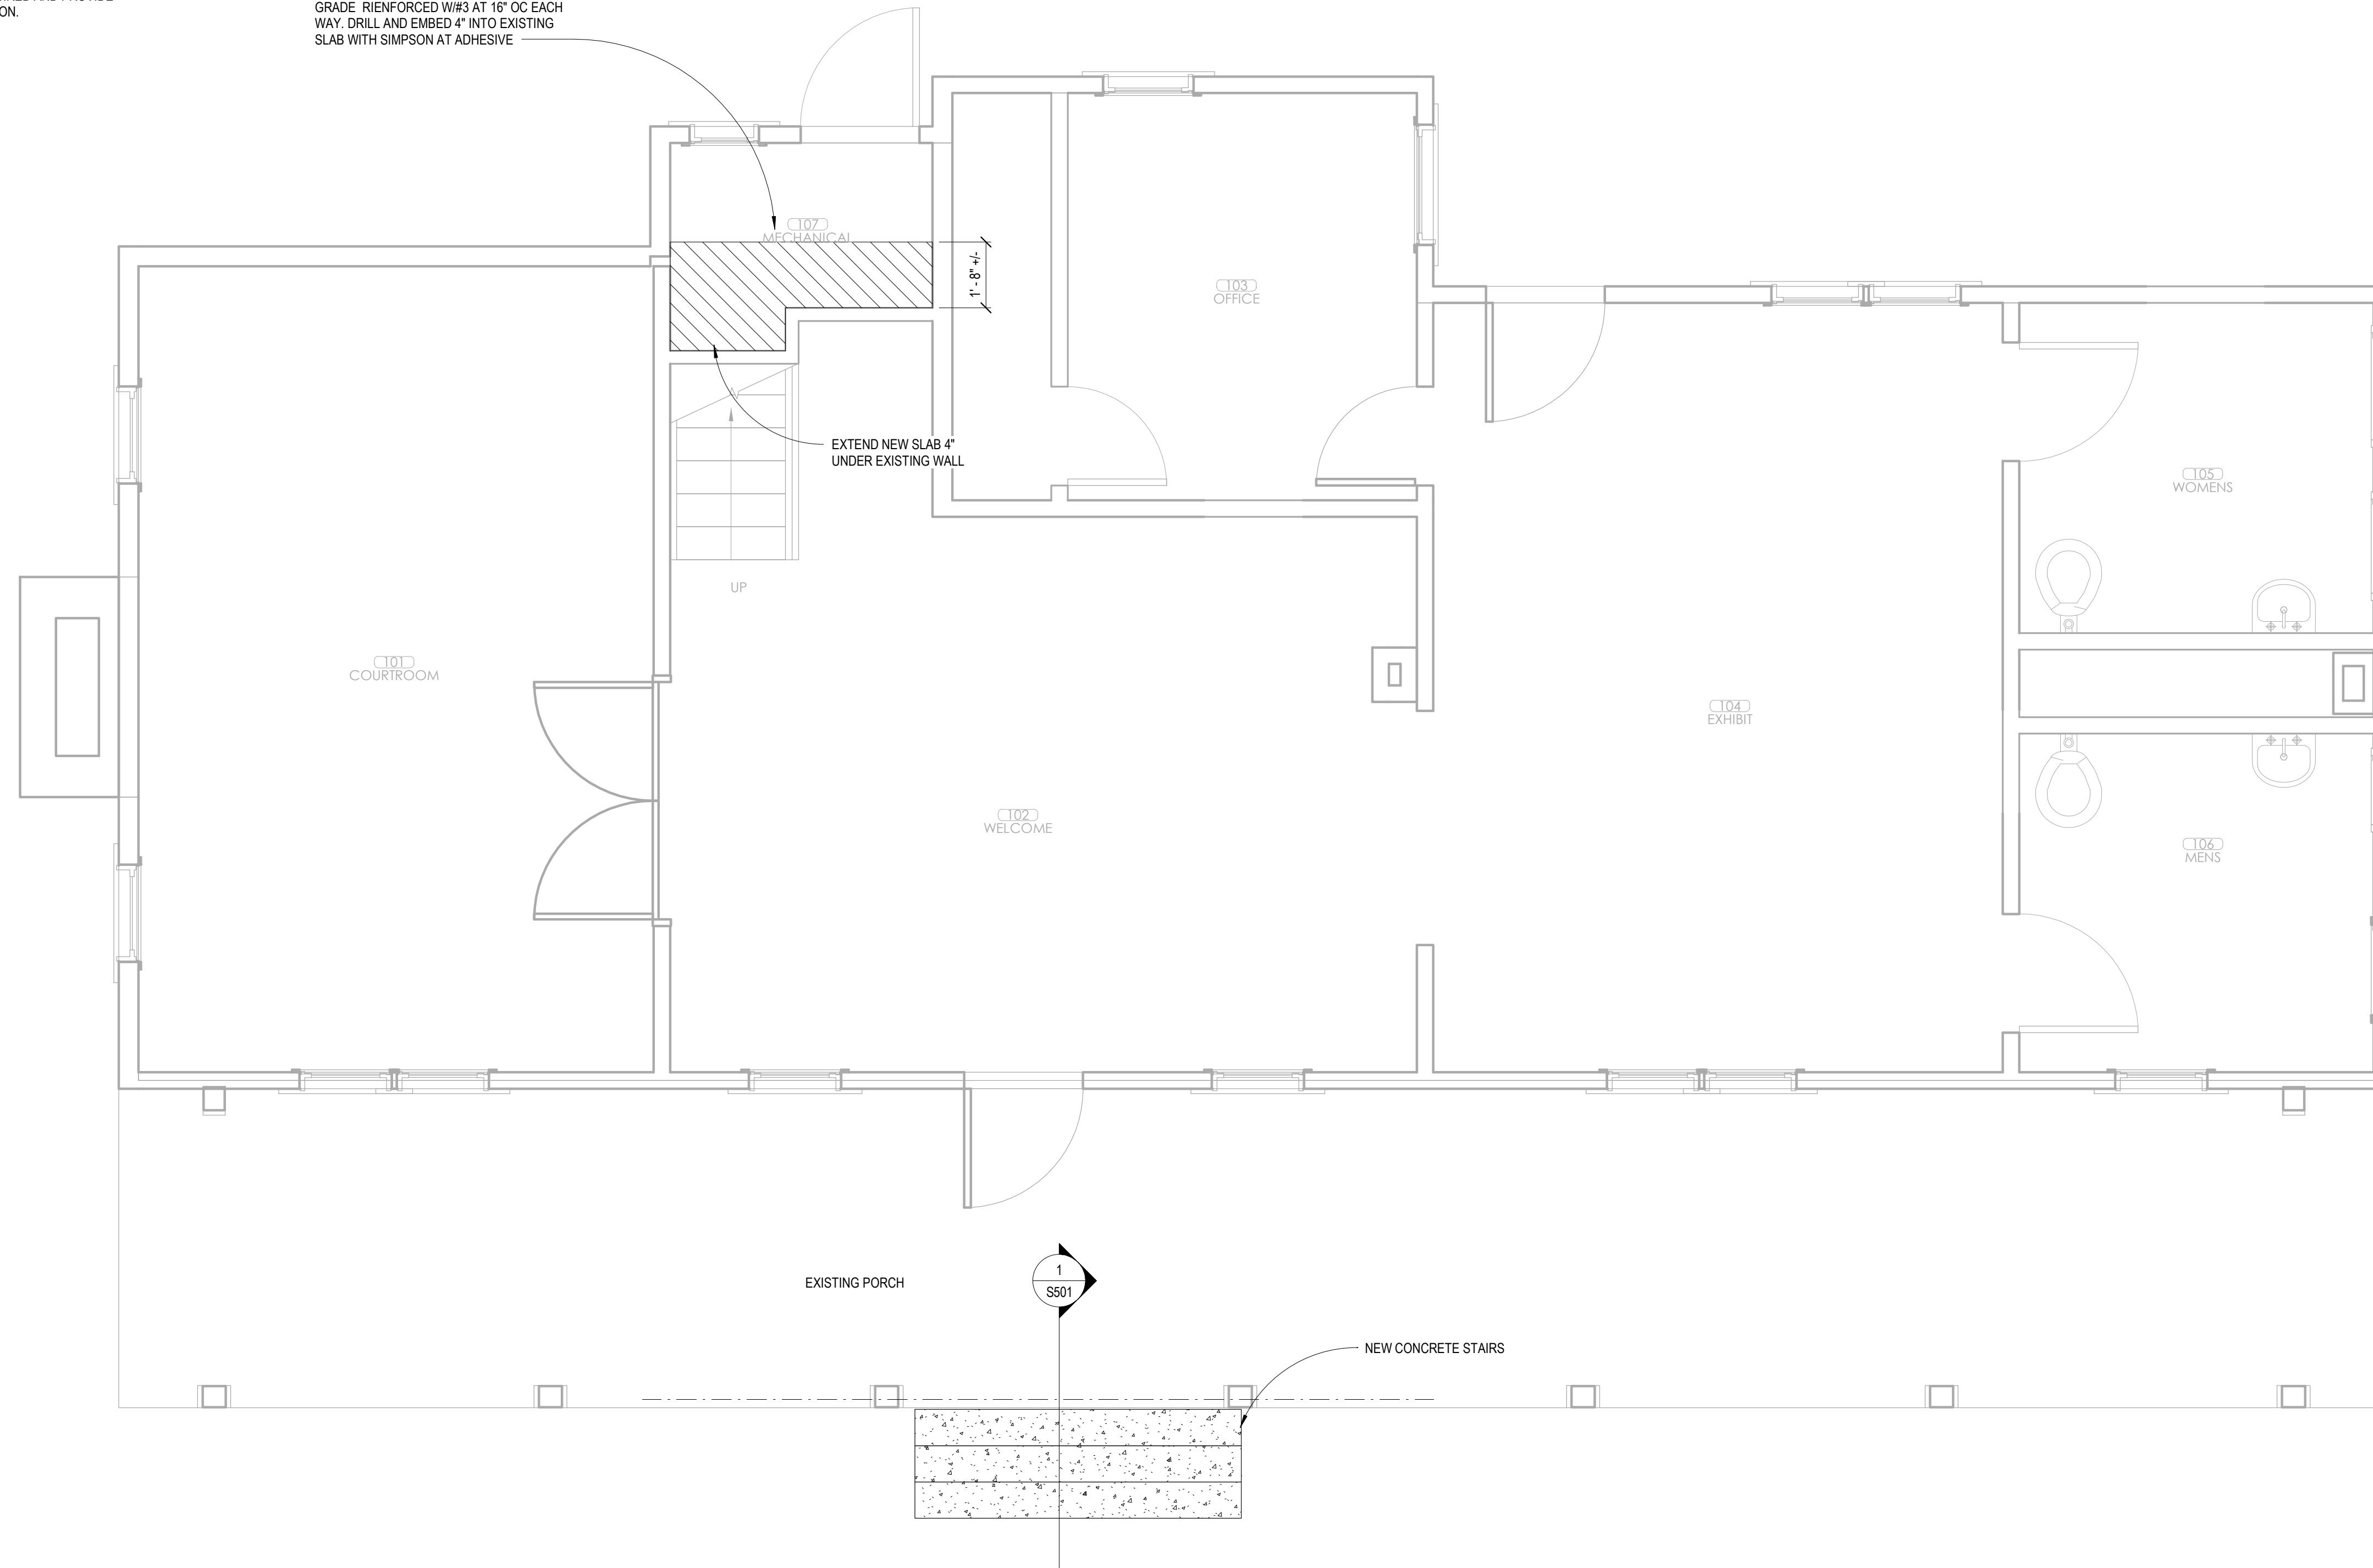 ON.
GRADE RIENFORCED W/#3 AT 16" OC EACH
WAY. DRILL AND EMBED 4" INTO EXISTING
SLAB WITH SIMPSON AT ADHESIVE
107
MECHANICAL
1' - 8" +/-
103
OFFICE
EXTEND NEW SLAB 4"
UNDER EXISTING WALL
105
WOMENS
UP
101
COURTROOM
104
EXHIBIT
102
WELCOME
106
MENS
1
S501
EXISTING PORCH
NEW CONCRETE STAIRS